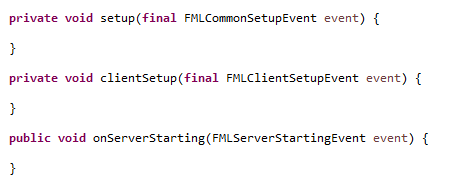 private void setup(final FMLCommonSetupEvent event) {
}
private void clientSetup(final FMLClientSetupEvent event) {
}
public void onServerStarting(FMLServerStartingEvent event) {
}